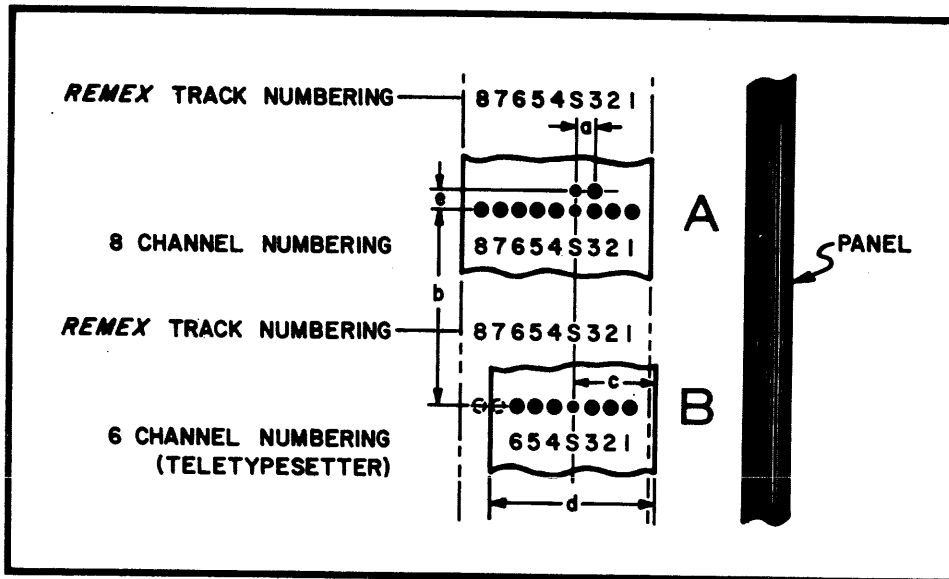 REMEX TRACK NUMBERING
87654S321
a
e
A
8 CHANNEL NUMBERING
87654S321
PANEL
b
REMEX TRACK NUMBERING
87654S321
c
B
6 CHANNEL NUMBERING
(TELETYPESETTER)
654S321
d